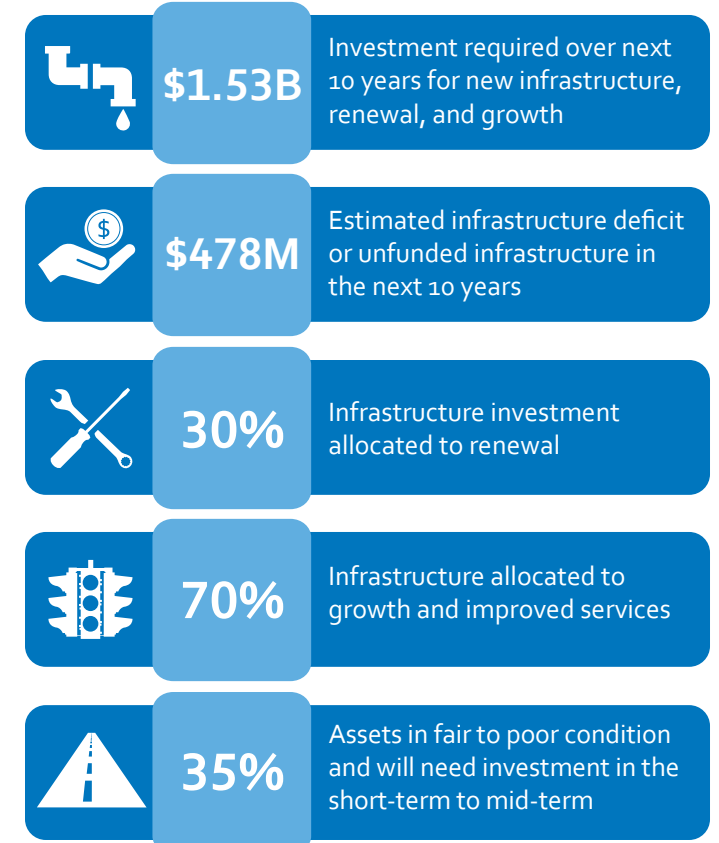 $1.53B
Investment required over next
10 years for new infrastructure,
renewal, and growth
$
$478M
Estimated infrastructure deficit
or unfunded infrastructure in
the next 10 years
30%
Infrastructure investment
allocated to renewal
70%
Infrastructure allocated to
growth and improved services
35%
Assets in fair to poor condition
and will need investment in the
short-term to mid-term